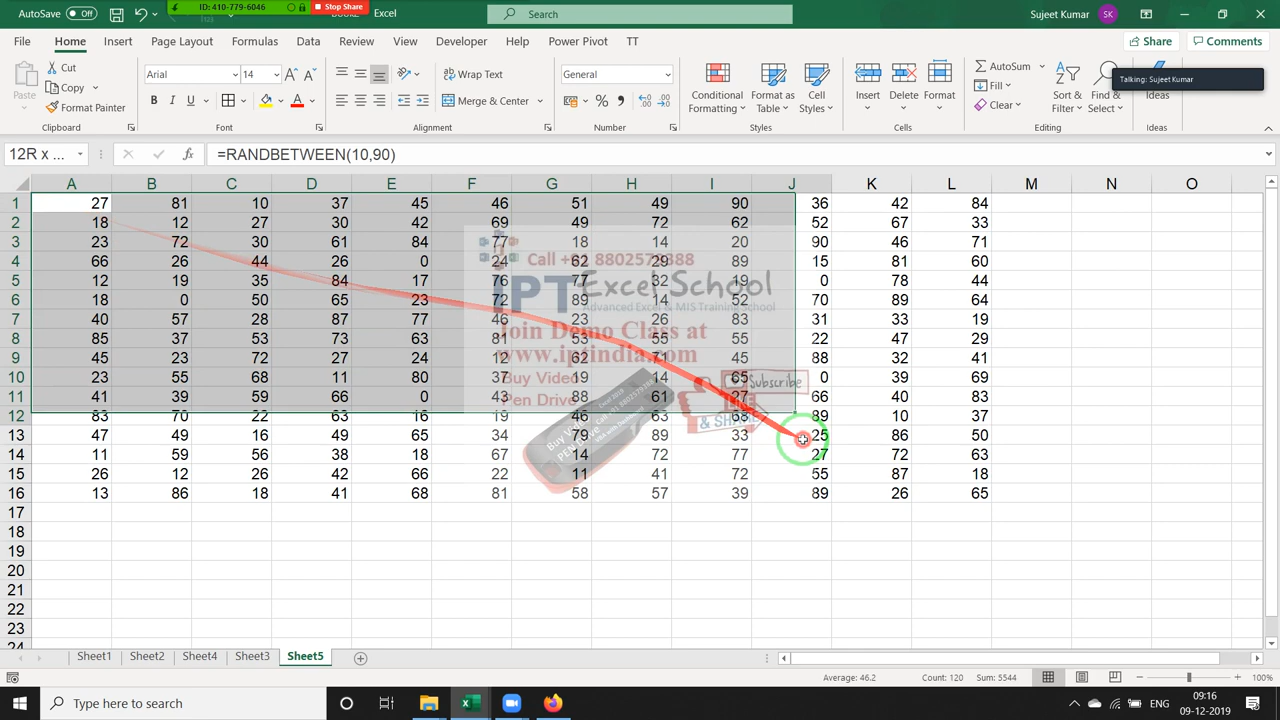 AutoSave Off Book2 Excel Search Sujeet Kumar SK
ID: 410-779-6046 Stop Share
File Home Insert Page Layout Formulas Data Review View Developer Help Power Pivot TT Share Comments
Paste Cut Copy Format Painter
Arial 14 Wrap Text Merge & Center General
Conditional Formatting Format as Table Cell Styles Insert Delete Format
AutoSum Fill Clear Sort & Filter Find & Select Ideas
Talking: Sujeet Kumar
Clipboard Font Alignment Number Styles Cells Editing Ideas
12R x ... fx =RANDBETWEEN(10,90)
A B C D E F G H I J K L M N O
1 27 81 10 37 45 46 51 49 90 36 42 84
2 18 12 27 30 42 69 49 72 62 52 67 33
3 23 72 30 61 84 77 18 14 20 90 46 71
4 66 26 44 26 0 24 62 29 89 15 81 60
5 12 19 35 84 17 76 77 32 19 0 78 44
6 18 0 50 65 23 72 89 14 52 70 89 64
7 40 57 28 87 77 46 23 26 83 31 33 19
8 85 37 53 73 63 81 53 55 55 22 47 29
9 45 23 72 27 24 12 62 71 45 88 32 41
10 23 55 68 11 80 37 19 14 65 0 39 69
11 41 39 59 66 0 43 88 61 27 66 40 83
12 83 70 22 63 16 19 46 63 68 89 10 37
13 47 49 16 49 65 34 79 89 33 25 86 50
14 11 59 56 38 18 67 14 72 77 27 72 63
15 26 12 26 42 66 22 11 41 72 55 87 18
16 13 86 18 41 68 81 58 57 39 89 26 65
17
18
19
20
21
22
23
24
Call +91 8802579388
IPT Excel School
Advanced Excel & MIS Training School
Join Demo Class at
www.iptindia.com
Buy Video
Pen Drive
Subscribe
& SHARE
Sheet1 Sheet2 Sheet4 Sheet3 Sheet5
Average: 46.2 Count: 120 Sum: 5544 100%
Type here to search
ENG 09:16
09-12-2019